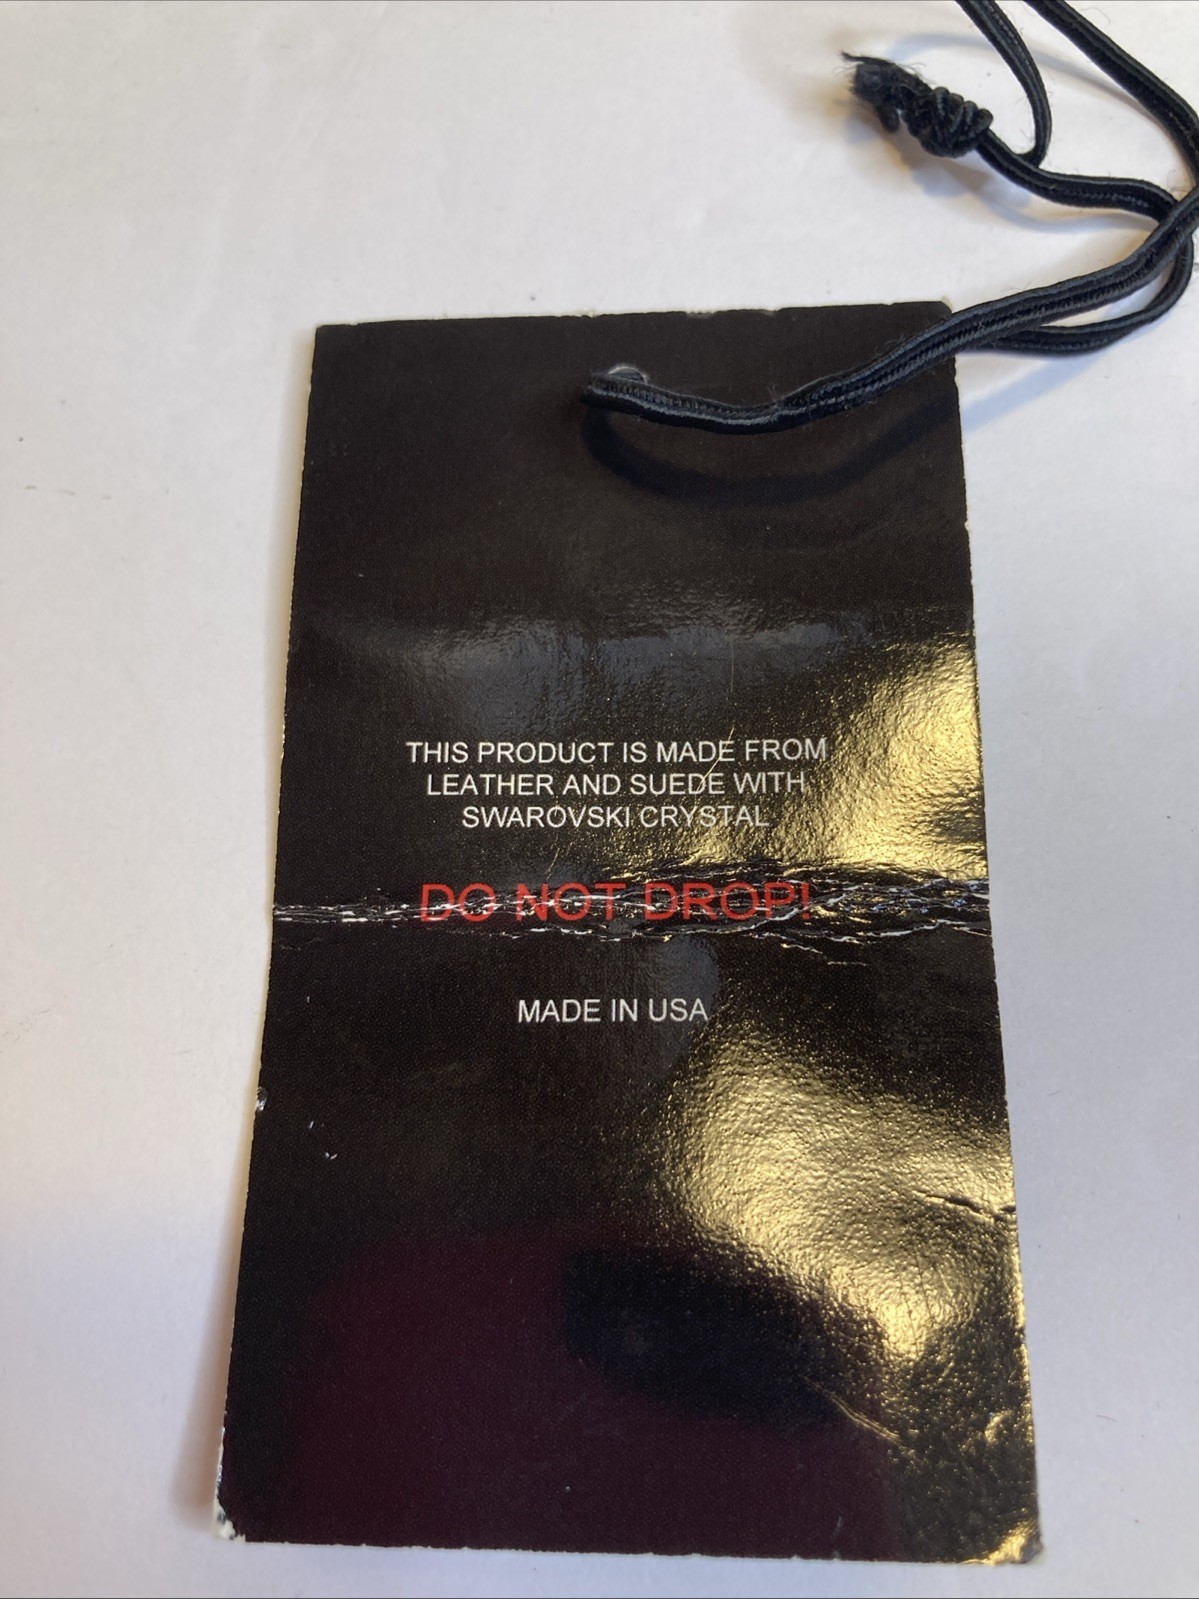 THIS PRODUCT IS MADE FROM
LEATHER AND SUEDE WITH
SWAROVSKI CRYSTAL
DO NOT DROP!
MADE IN USA